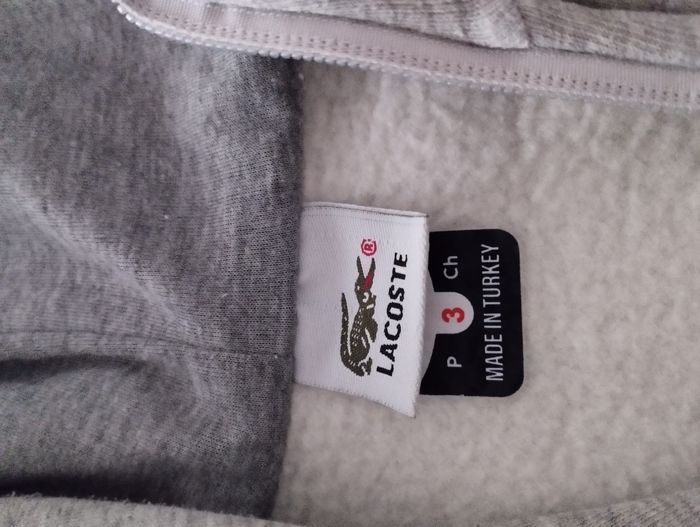 ®
LACOSTE
P 3 Ch
MADE IN TURKEY